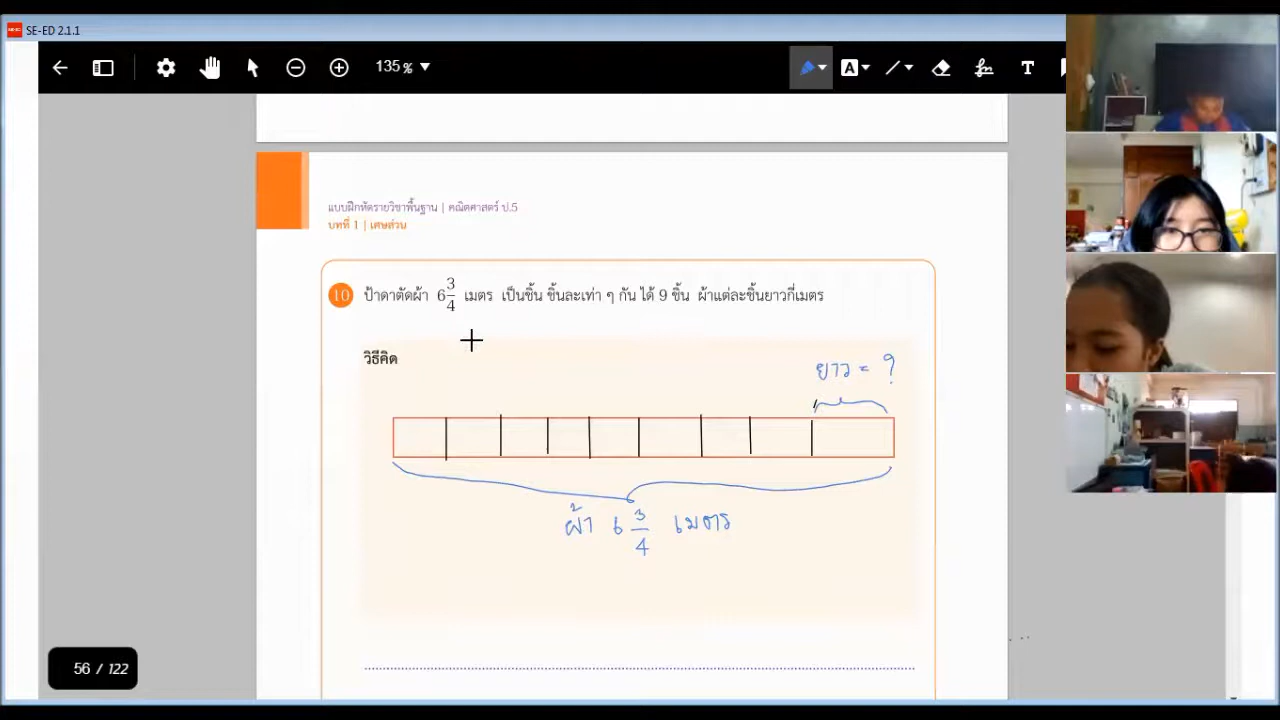 SE-ED 2.1.1
135 %
A
T
แบบฝึกหัดรายวิชาพื้นฐาน | คณิตศาสตร์ ป.5
บทที่ 1 | เศษส่วน
10 ป้าดาตัดผ้า 6 3/4 เมตร เป็นชิ้น ชิ้นละเท่า ๆ กัน ได้ 9 ชิ้น ผ้าแต่ละชิ้นยาวกี่เมตร
วิธีคิด
ยาว = ?
ผ้า 6 3/4 เมตร
56 / 122